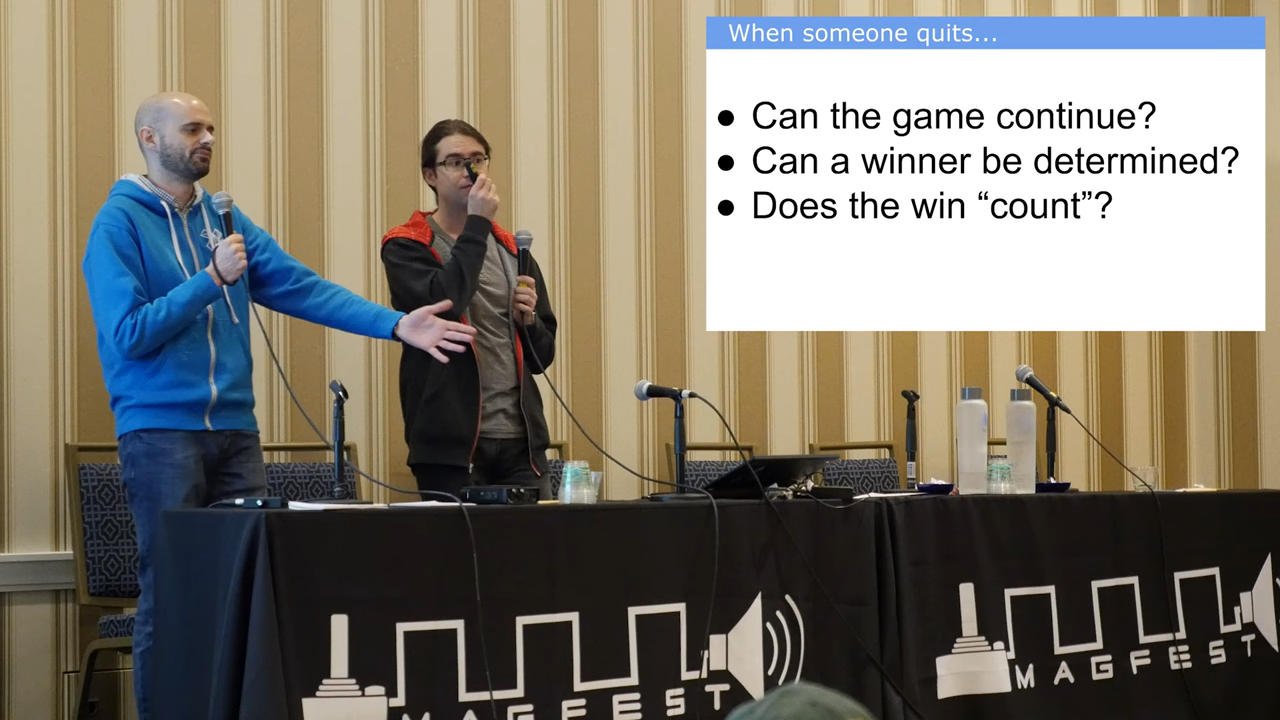 When someone quits...
● Can the game continue?
● Can a winner be determined?
● Does the win “count”?
MAGFEST
MAGFEST